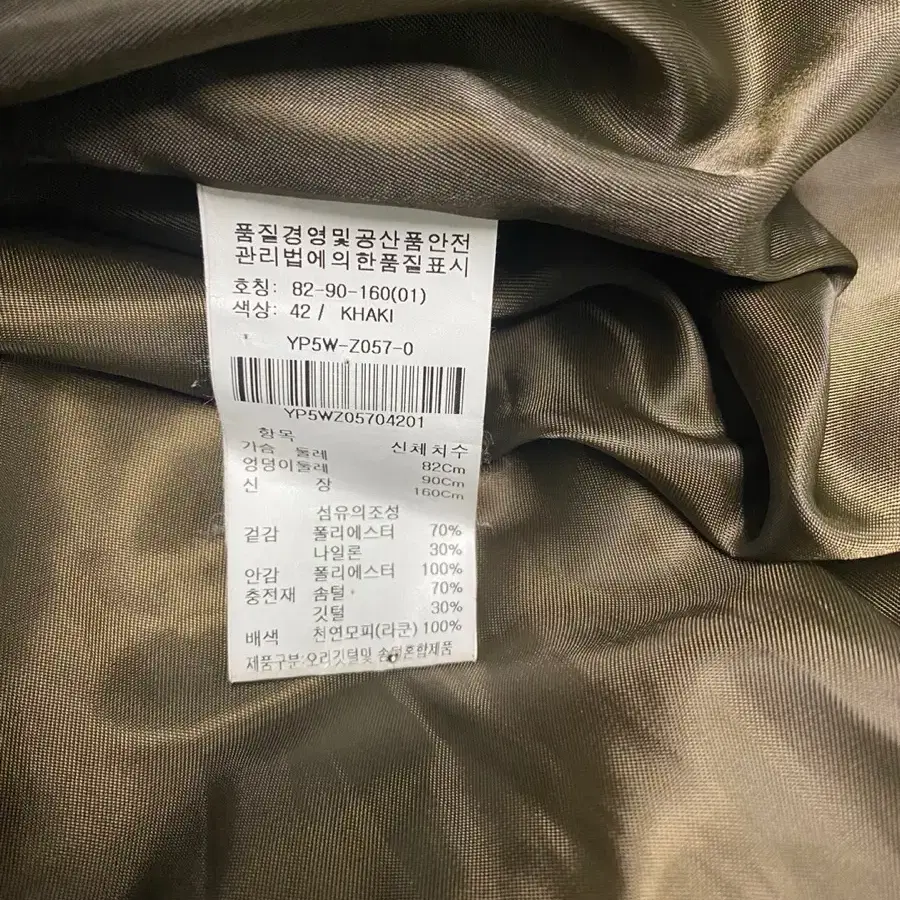 품질경영및공산품안전
관리법에의한품질표시
호칭: 82-90-160(01)
색상: 42 / KHAKI
YP5W-Z057-0
YP5WZ05704201
항목 신체치수
가슴 둘레 82Cm
엉덩이둘레 90Cm
신 장 160Cm
섬유의조성
겉감 폴리에스터 70%
나일론 30%
안감 폴리에스터 100%
충전재 솜털 70%
깃털 30%
배색 천연모피(라쿤) 100%
제품구분:오리깃털및 솜털혼합제품